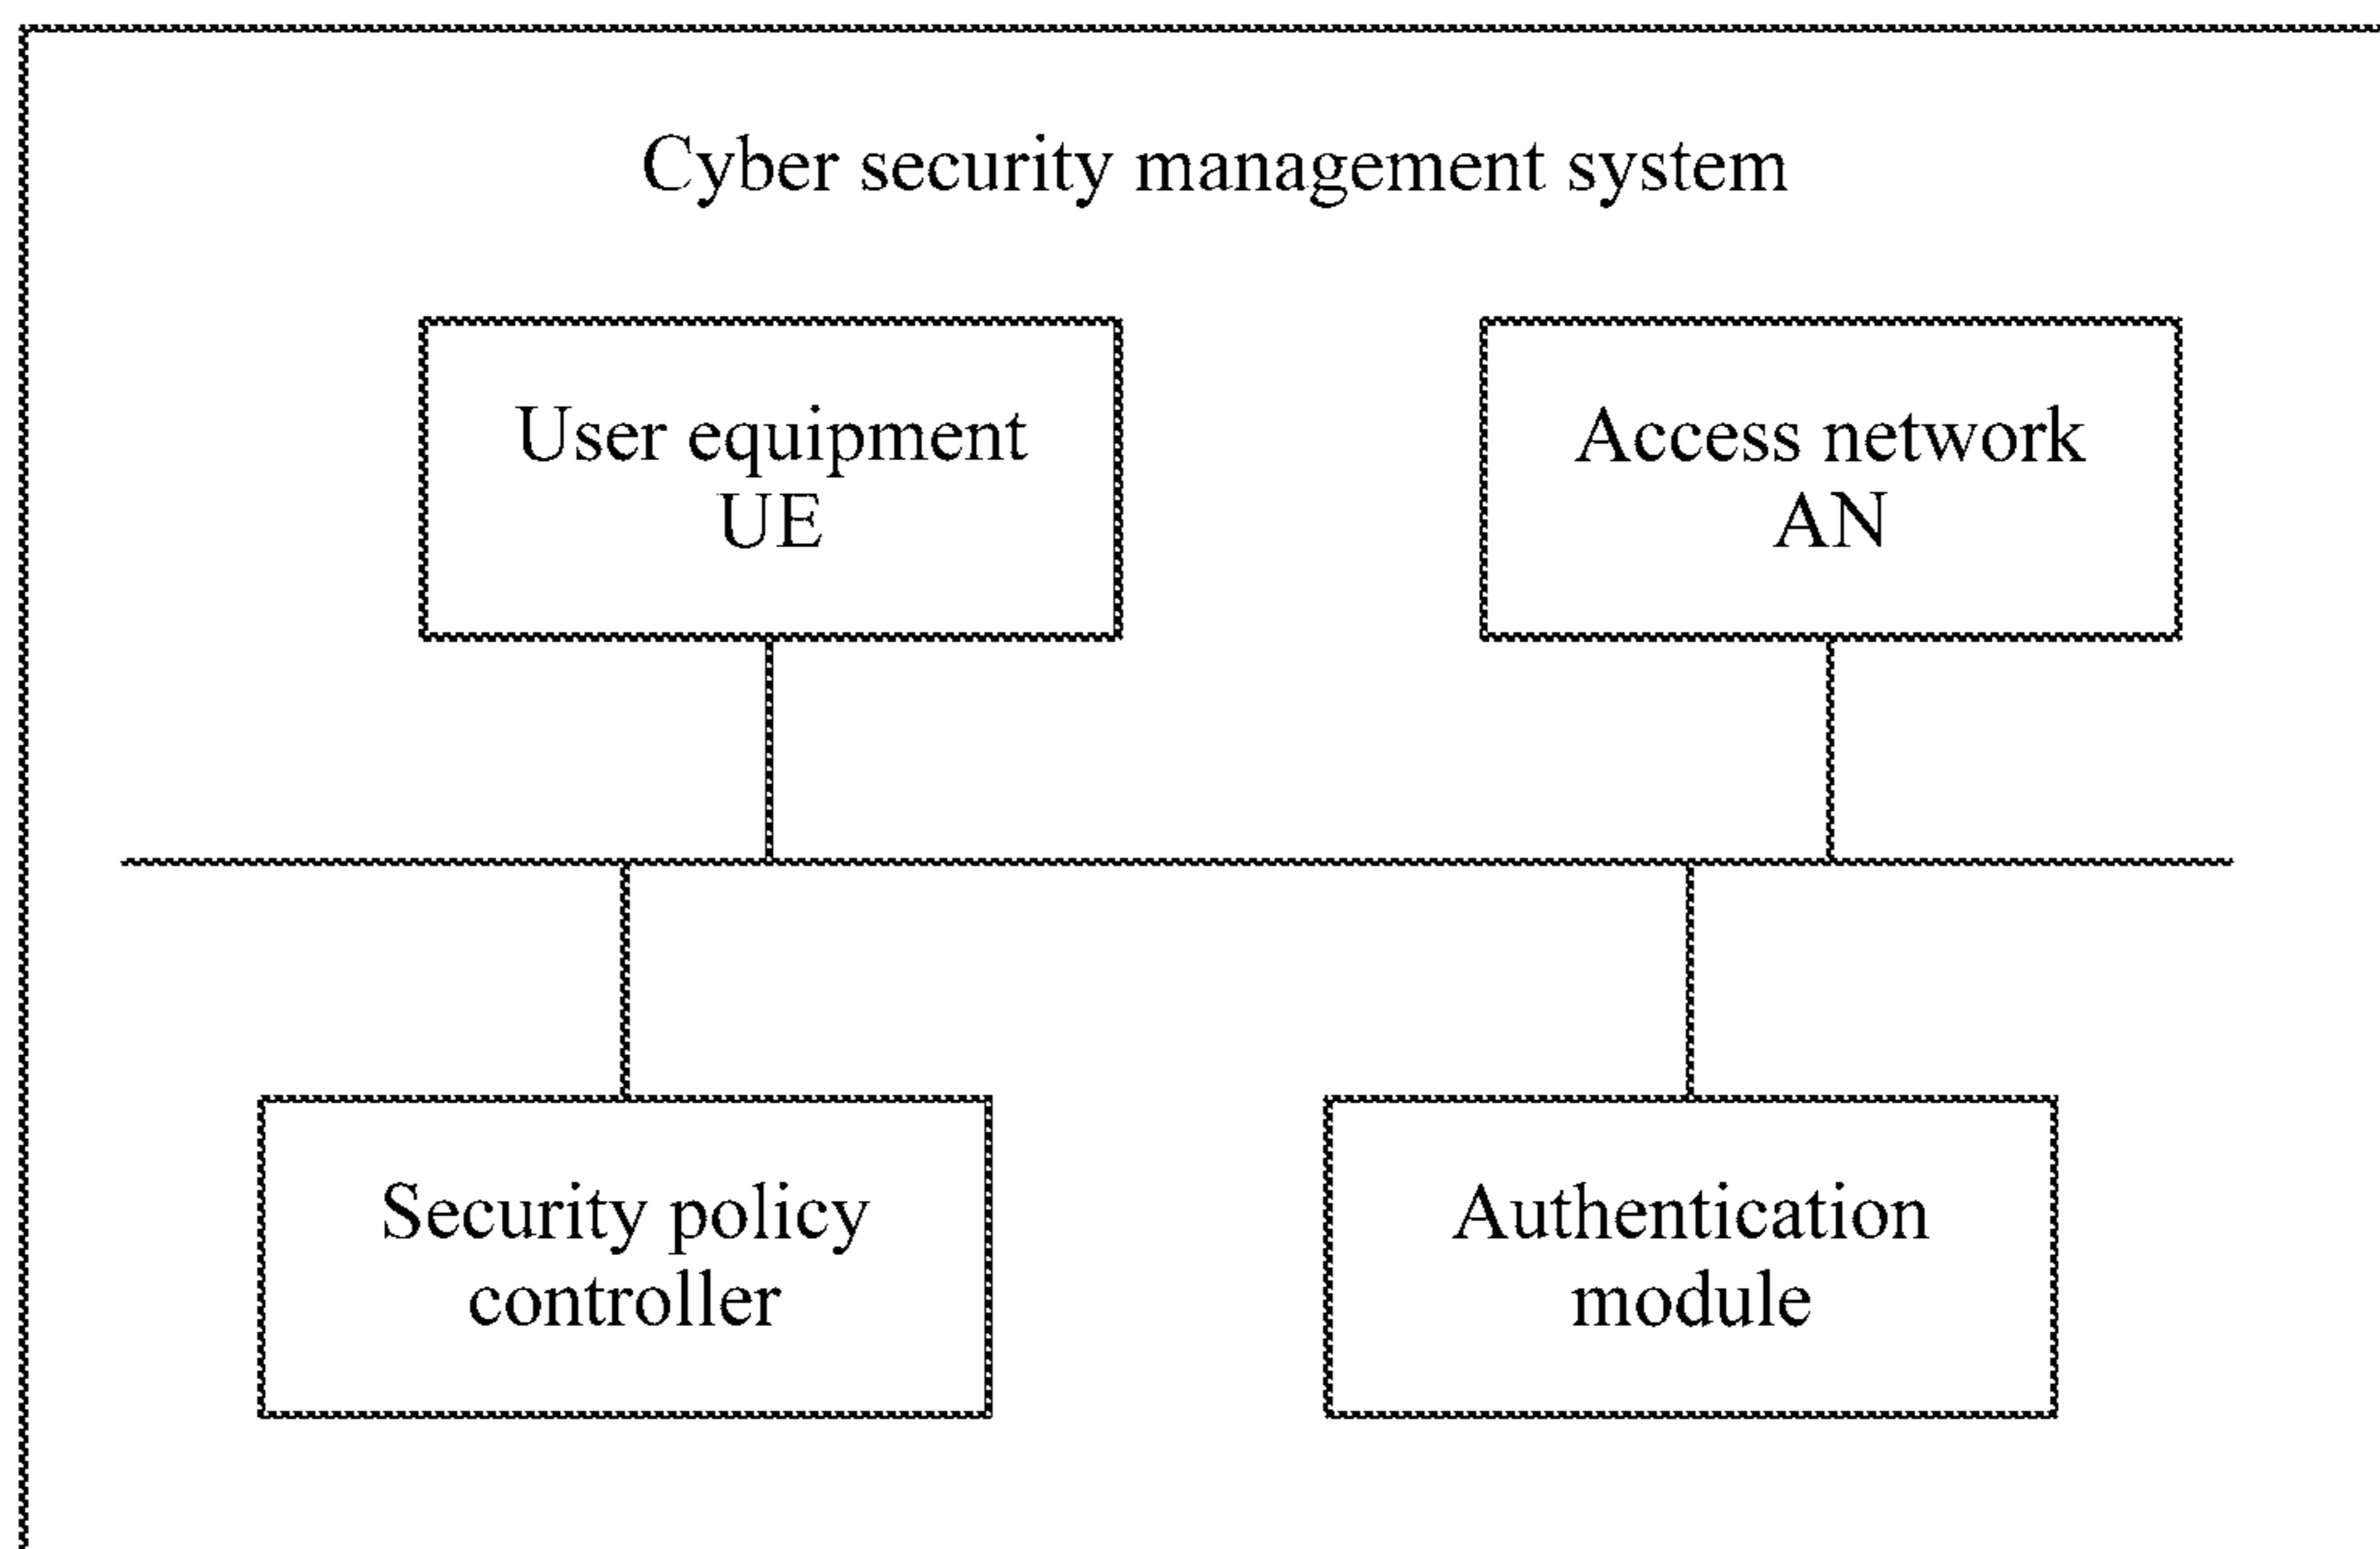 Cyber security management system
User equipment
UE
Access network
AN
Security policy
controller
Authentication
module